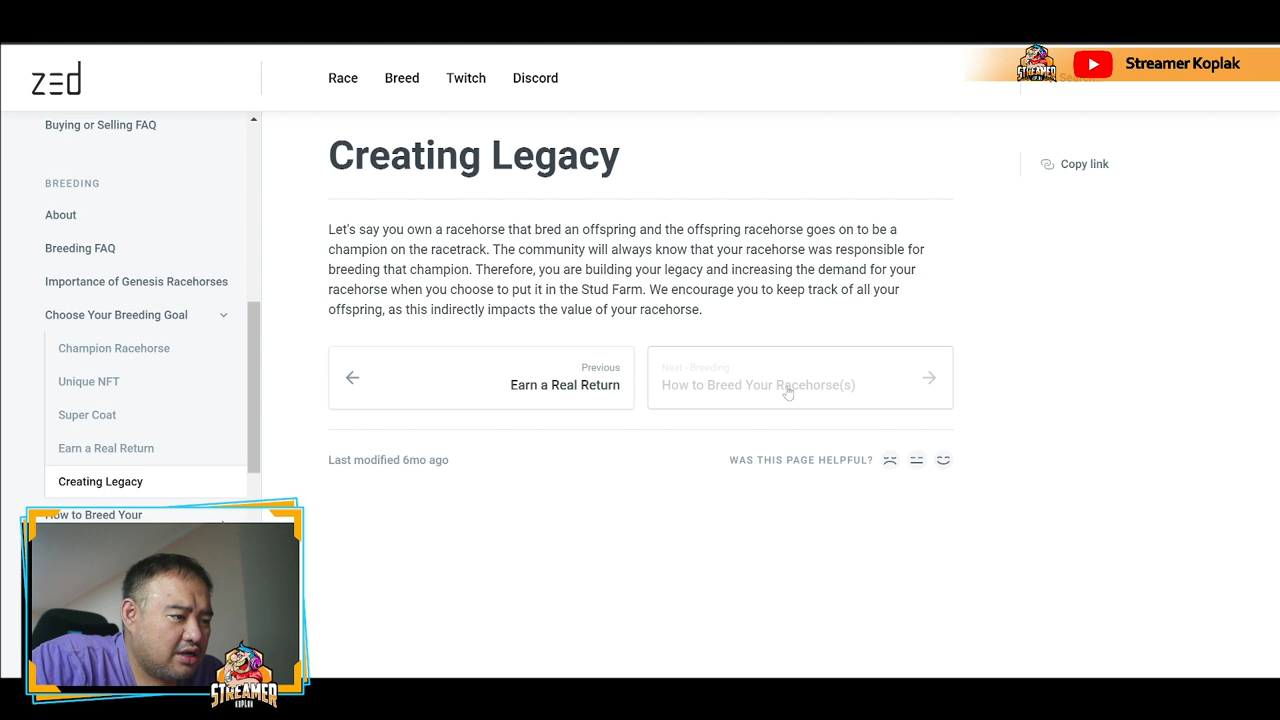 zed
Race
Breed
Twitch
Discord
Streamer Koplak
Buying or Selling FAQ
BREEDING
About
Breeding FAQ
Importance of Genesis Racehorses
Choose Your Breeding Goal
Champion Racehorse
Unique NFT
Super Coat
Earn a Real Return
Creating Legacy
How to Breed Your
Creating Legacy
Copy link
Let's say you own a racehorse that bred an offspring and the offspring racehorse goes on to be a
champion on the racetrack. The community will always know that your racehorse was responsible for
breeding that champion. Therefore, you are building your legacy and increasing the demand for your
racehorse when you choose to put it in the Stud Farm. We encourage you to keep track of all your
offspring, as this indirectly impacts the value of your racehorse.
Previous
Earn a Real Return
Next - Breeding
How to Breed Your Racehorse(s)
Last modified 6mo ago
WAS THIS PAGE HELPFUL?
STREAMER
KOPLAK